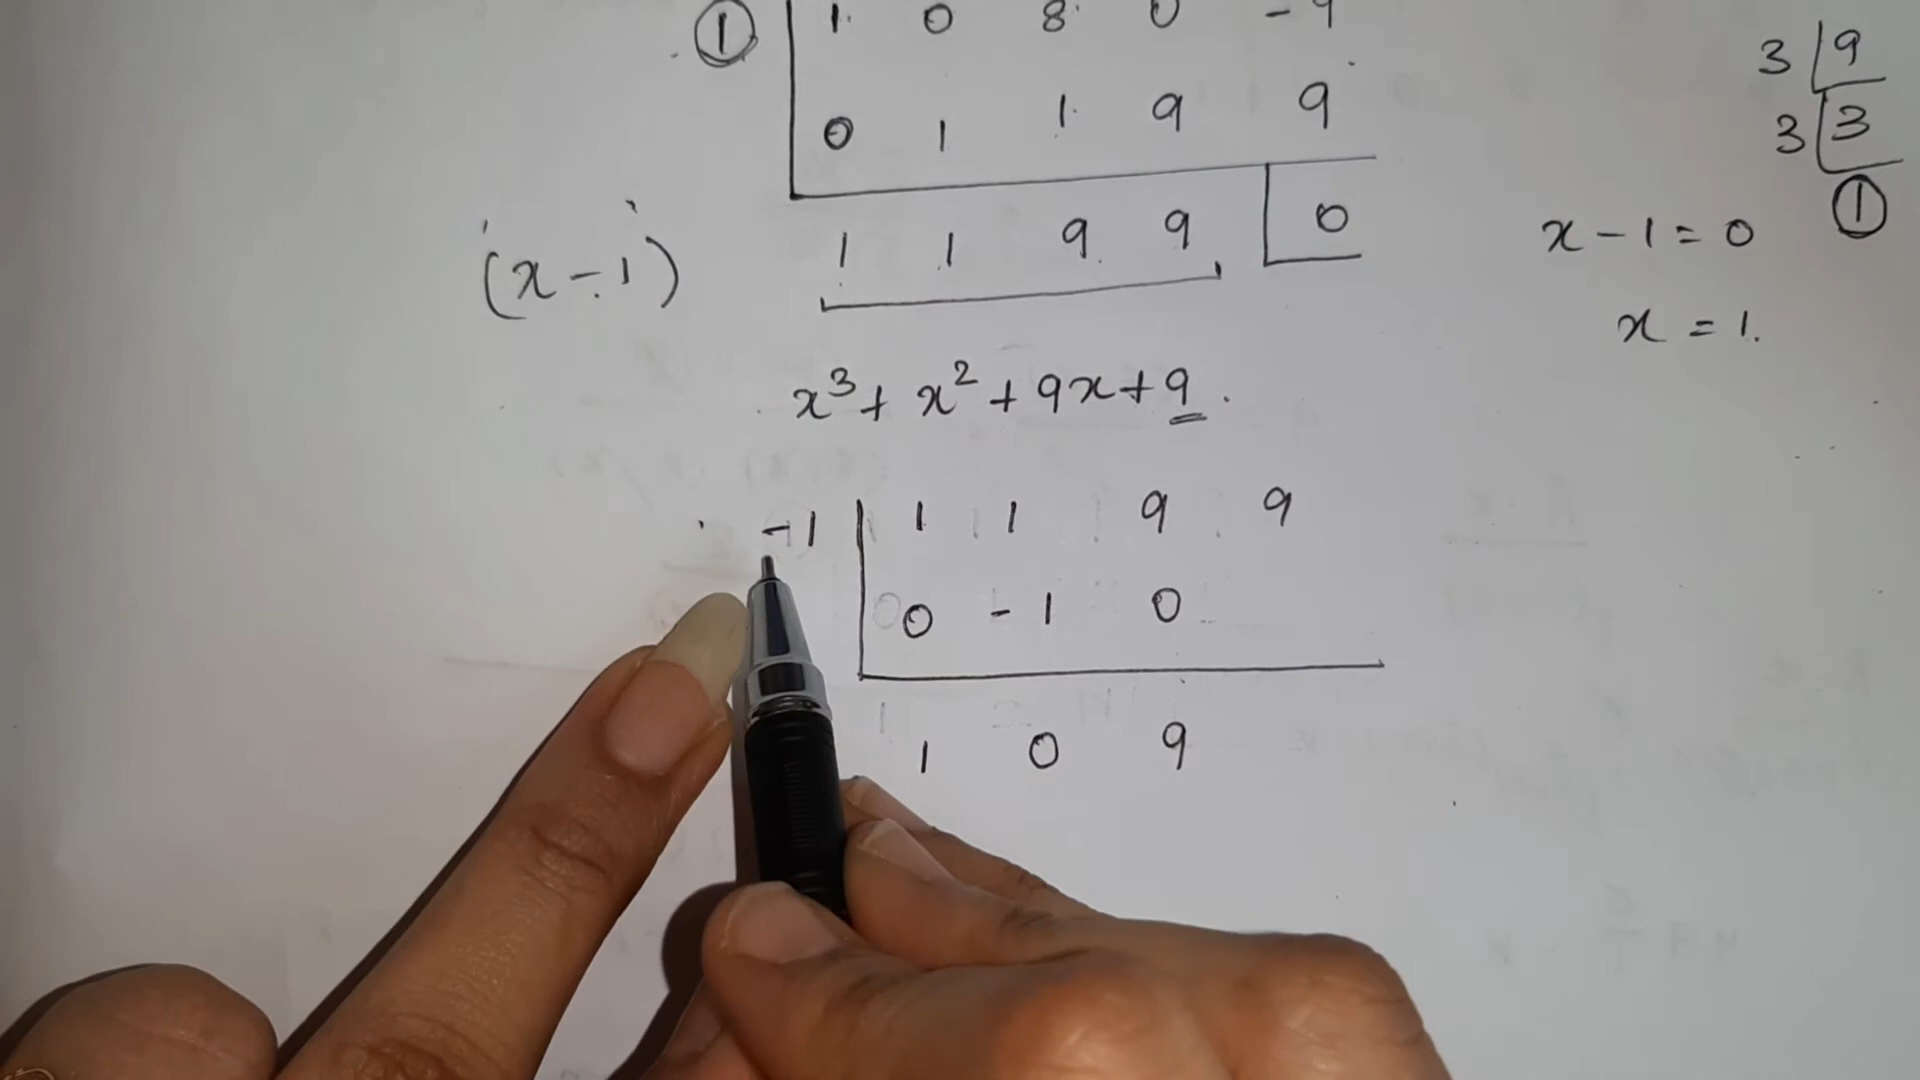 ① 1 0 8 0 -9
0 1 1 9 9
(x-1) 1 1 9 9 0
x³ + x² + 9x + 9.
-1 1 1 9 9
0 -1 0
1 0 9
3 9
3 3
①
x - 1 = 0
x = 1.